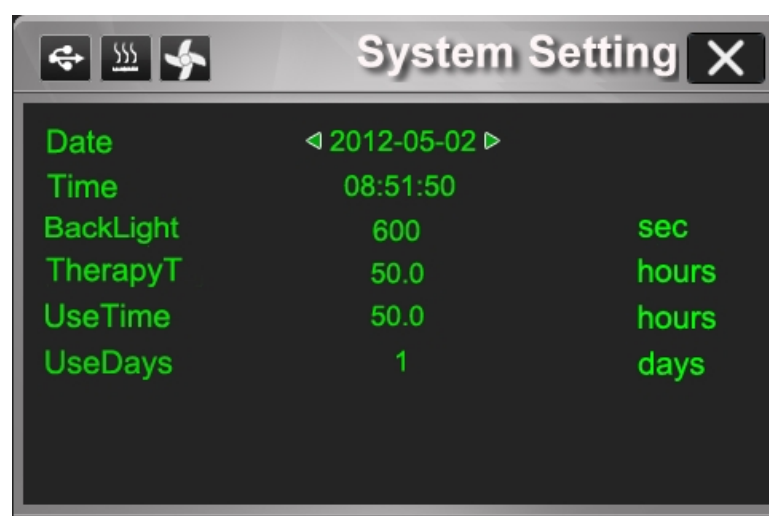 System Setting
Date 2012-05-02
Time 08:51:50
BackLight 600 sec
TherapyT 50.0 hours
UseTime 50.0 hours
UseDays 1 days